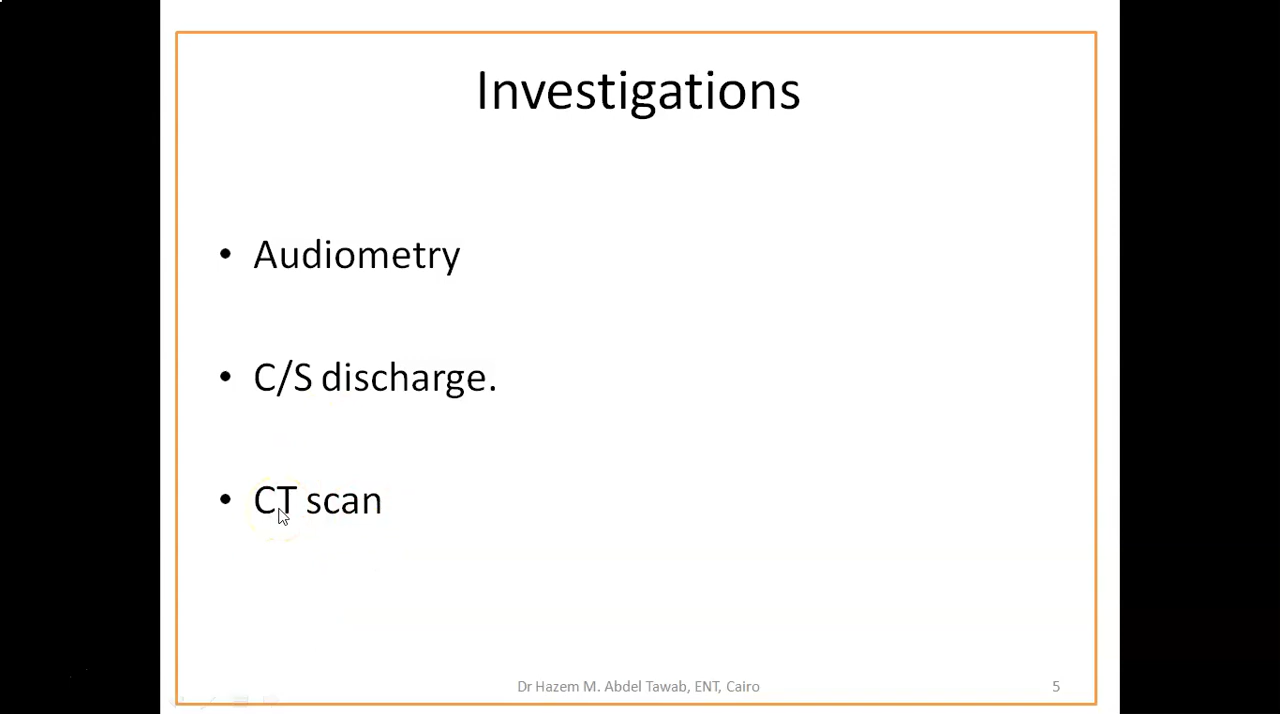 Investigations
• Audiometry
• C/S discharge.
• CT scan
Dr Hazem M. Abdel Tawab, ENT, Cairo
5